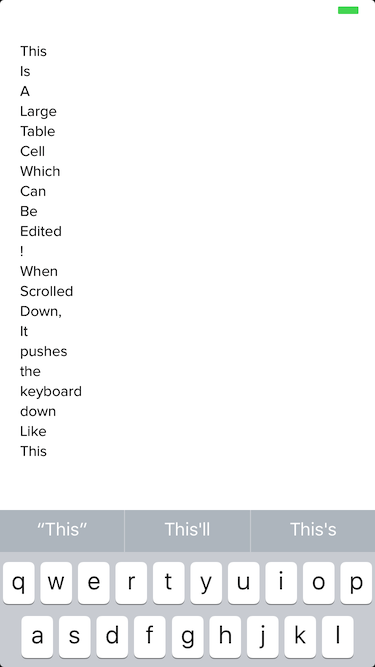 This
Is
A
Large
Table
Cell
Which
Can
Be
Edited
!
When
Scrolled
Down,
It
pushes
the
keyboard
down
Like
This
“This” This'll This's
q w e r t y u i o p
a s d f g h j k l